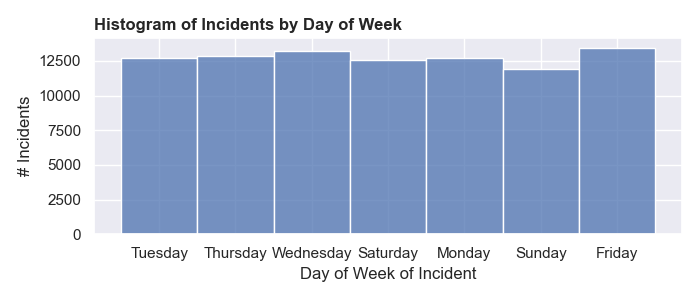 Histogram of Incidents by Day of Week
# Incidents
12500
10000
7500
5000
2500
0
Tuesday Thursday Wednesday Saturday Monday Sunday Friday
Day of Week of Incident